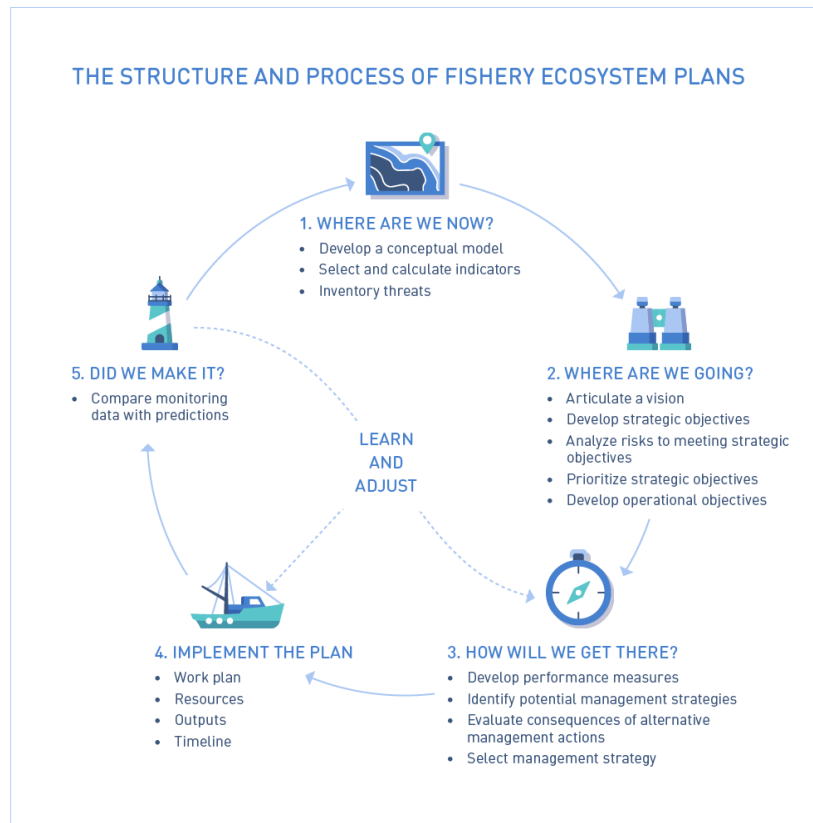 THE STRUCTURE AND PROCESS OF FISHERY ECOSYSTEM PLANS
1. WHERE ARE WE NOW?
• Develop a conceptual model
• Select and calculate indicators
• Inventory threats
2. WHERE ARE WE GOING?
• Articulate a vision
• Develop strategic objectives
• Analyze risks to meeting strategic
objectives
• Prioritize strategic objectives
• Develop operational objectives
3. HOW WILL WE GET THERE?
• Develop performance measures
• Identify potential management strategies
• Evaluate consequences of alternative
management actions
• Select management strategy
4. IMPLEMENT THE PLAN
• Work plan
• Resources
• Outputs
• Timeline
5. DID WE MAKE IT?
• Compare monitoring
data with predictions
LEARN
AND
ADJUST